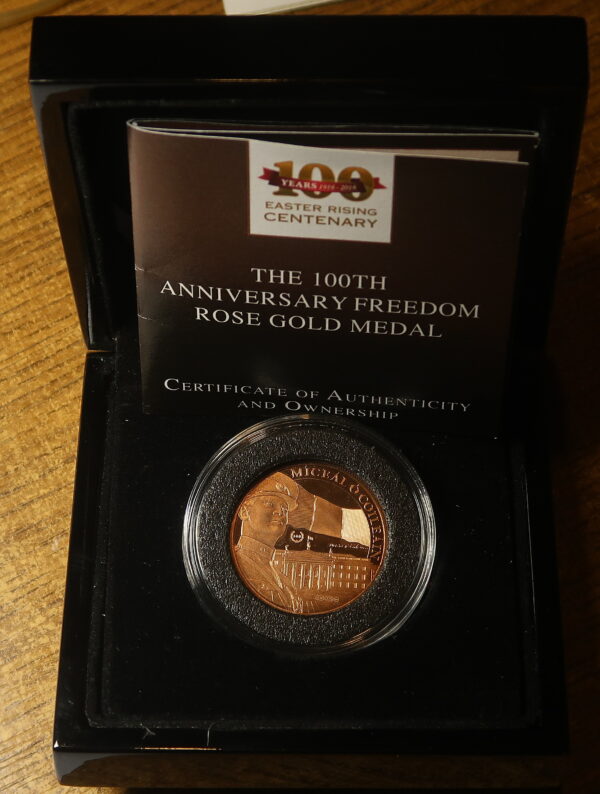 100
YEARS 1916 - 2016
EASTER RISING
CENTENARY
THE 100TH
ANNIVERSARY FREEDOM
ROSE GOLD MEDAL
CERTIFICATE OF AUTHENTICITY
AND OWNERSHIP
MÍCEÁL Ó COILEÁIN